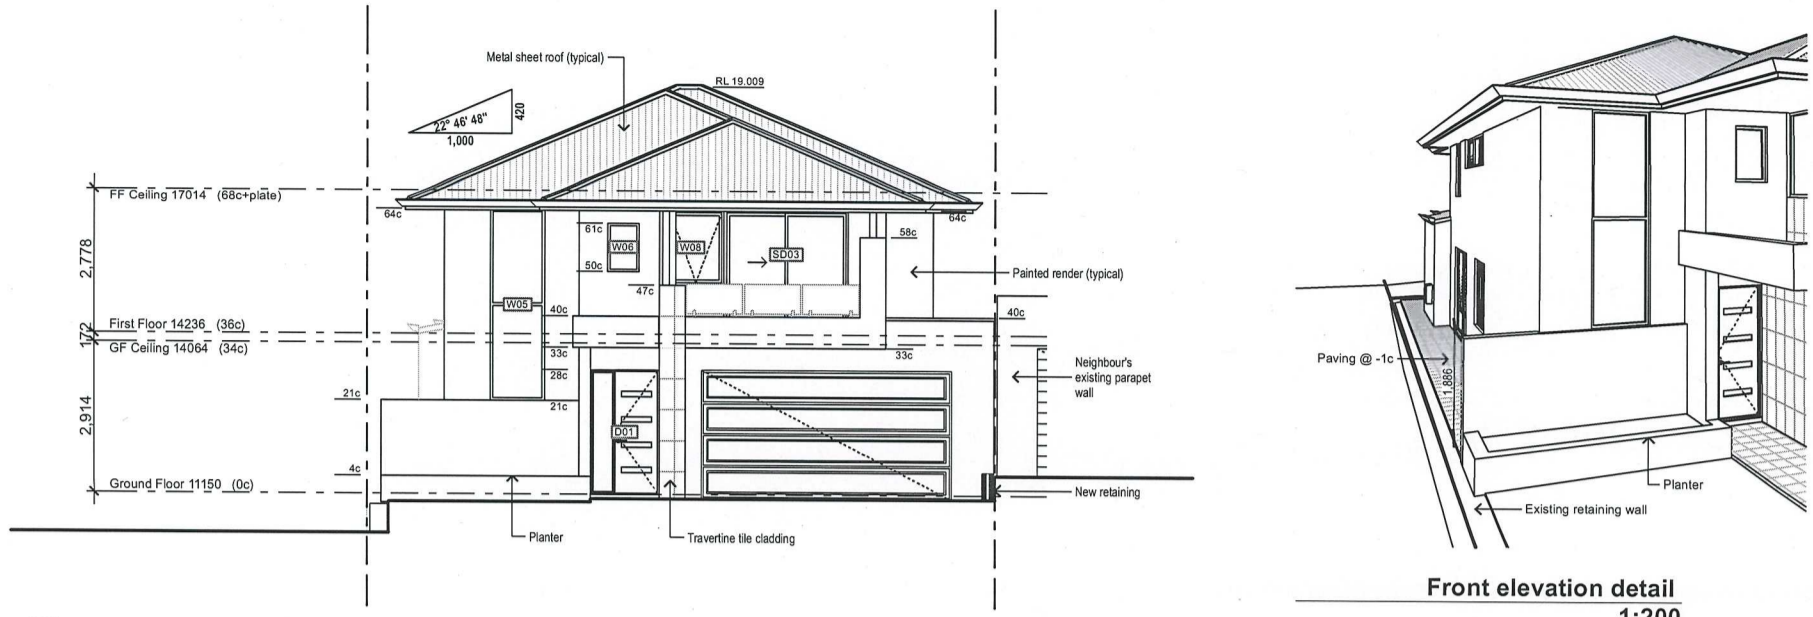 Metal sheet roof (typical)
RL 19.009
22° 46' 48"
420
1,000
FF Ceiling 17014 (68c+plate)
64c
64c
61c
W06
W08
SD03
58c
50c
47c
Painted render (typical)
2,778
W05
40c
40c
First Floor 14236 (36c)
172
GF Ceiling 14064 (34c)
33c
33c
28c
Neighbour's
existing parapet
wall
21c
21c
2,914
D01
4c
Ground Floor 11150 (0c)
New retaining
Planter
Travertine tile cladding
Paving @ -1c
1,886
Planter
Existing retaining wall
Front elevation detail
1:200